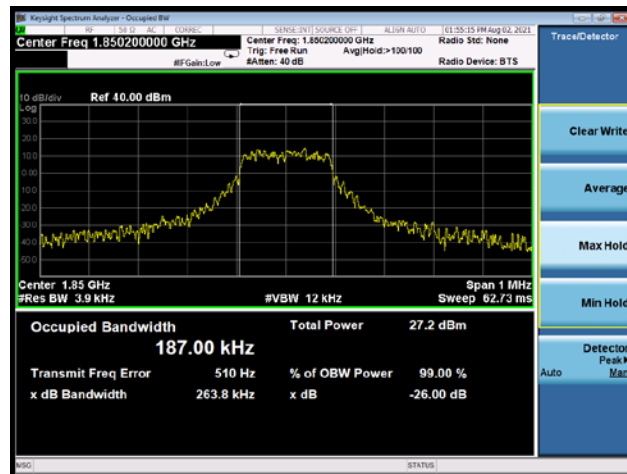 Keysight Spectrum Analyzer - Occupied BW
RF 50 Ω AC CORREC SENSE:INT SOURCE OFF ALIGN AUTO 01:55:15 PM Aug 02, 2021
Center Freq 1.850200000 GHz
Center Freq: 1.850200000 GHz
Radio Std: None
Trig: Free Run Avg|Hold:>100/100
#IFGain:Low
#Atten: 40 dB
Radio Device: BTS
Trace/Detector
10 dB/div Ref 40.00 dBm
Log
30.0
20.0
10.0
0.00
10.0
20.0
30.0
40.0
50.0
Center 1.85 GHz
Span 1 MHz
#Res BW 3.9 kHz
#VBW 12 kHz
Sweep 62.73 ms
Occupied Bandwidth
187.00 kHz
Total Power 27.2 dBm
Transmit Freq Error 510 Hz
% of OBW Power 99.00 %
x dB Bandwidth 263.8 kHz
x dB -26.00 dB
Clear Write
Average
Max Hold
Min Hold
Detector
Peak
Auto Man
MSG
STATUS